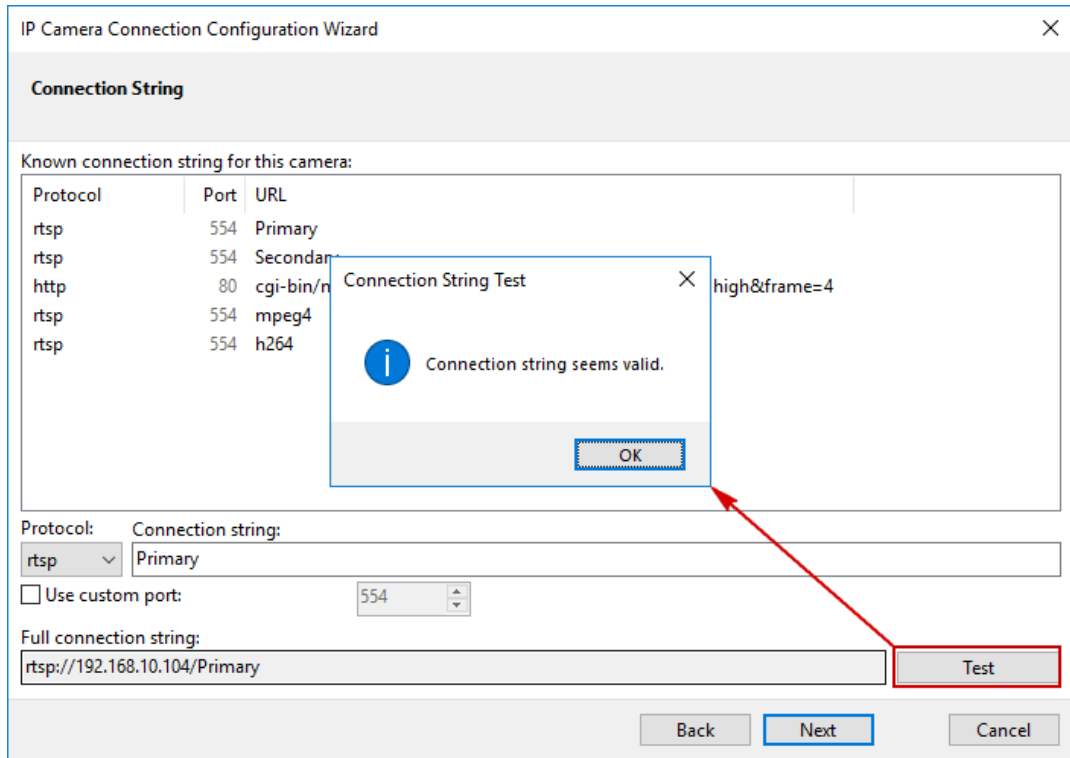 IP Camera Connection Configuration Wizard
Connection String
Known connection string for this camera:
Protocol Port URL
rtsp 554 Primary
rtsp 554
http 80 high&frame=4
rtsp 554 mpeg4
rtsp 554 h264
Connection String Test
Connection string seems valid.
OK
Protocol: Connection string:
rtsp Primary
Use custom port: 554
Full connection string:
rtsp://192.168.10.104/Primary Test
Back Next Cancel